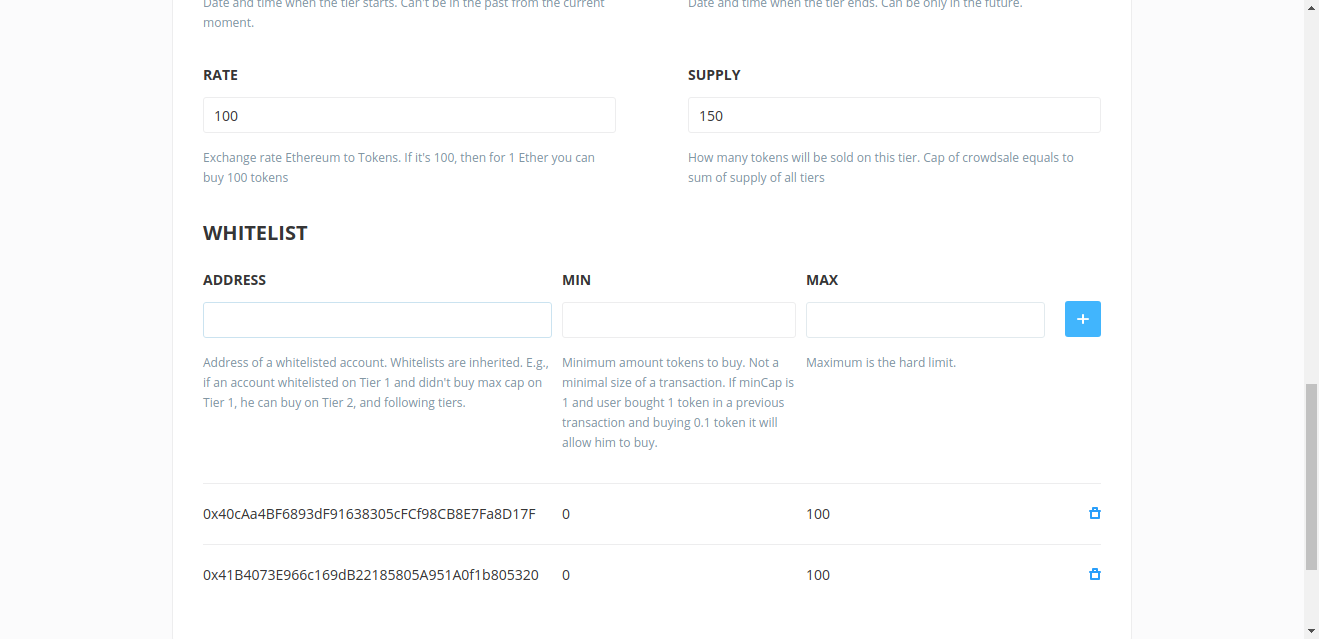 Date and time when the tier starts. Can't be in the past from the current
moment.
Date and time when the tier ends. Can be only in the future.
RATE
100
Exchange rate Ethereum to Tokens. If it's 100, then for 1 Ether you can
buy 100 tokens
SUPPLY
150
How many tokens will be sold on this tier. Cap of crowdsale equals to
sum of supply of all tiers
WHITELIST
ADDRESS
Address of a whitelisted account. Whitelists are inherited. E.g.,
if an account whitelisted on Tier 1 and didn't buy max cap on
Tier 1, he can buy on Tier 2, and following tiers.
MIN
Minimum amount tokens to buy. Not a
minimal size of a transaction. If minCap is
1 and user bought 1 token in a previous
transaction and buying 0.1 token it will
allow him to buy.
MAX
Maximum is the hard limit.
+
0x40cAa4BF6893dF91638305cFCf98CB8E7Fa8D17F 0 100
0x41B4073E966c169dB22185805A951A0f1b805320 0 100